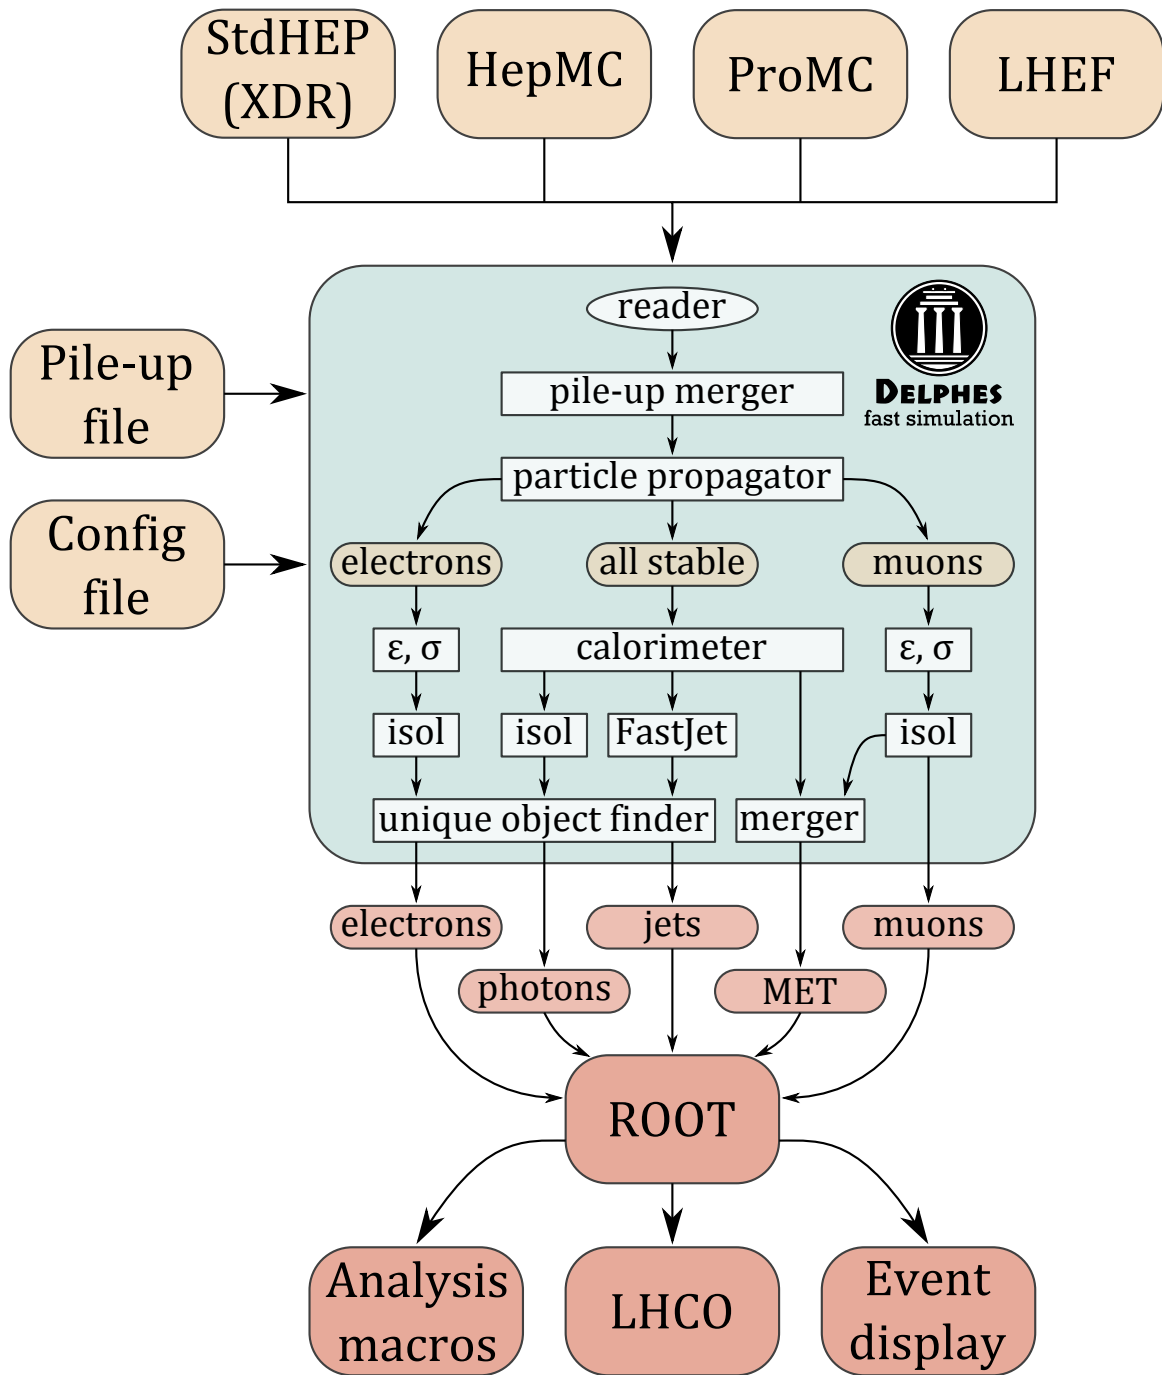 StdHEP
(XDR)
HepMC
ProMC
LHEF
reader
DELPHES
fast simulation
Pile-up
file
pile-up merger
particle propagator
Config
file
electrons
all stable
muons
ε, σ
calorimeter
ε, σ
isol
isol
FastJet
isol
unique object finder
merger
electrons
jets
muons
photons
MET
ROOT
Analysis
macros
LHCO
Event
display